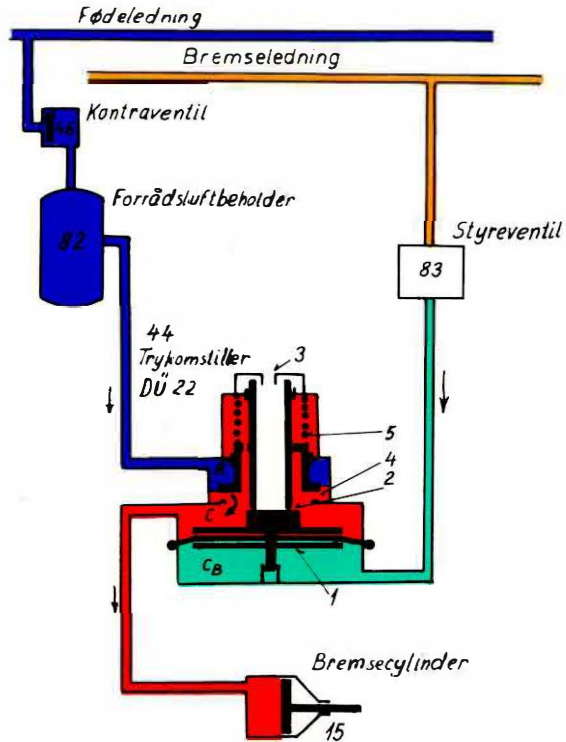 Fødeledning
Bremseledning
46
Kontraventil
Forrådsluftbeholder
82
Styreventil
83
44
Trykomstiller
DÜ 22
3
5
4
2
C
C_B
1
Bremsecylinder
15